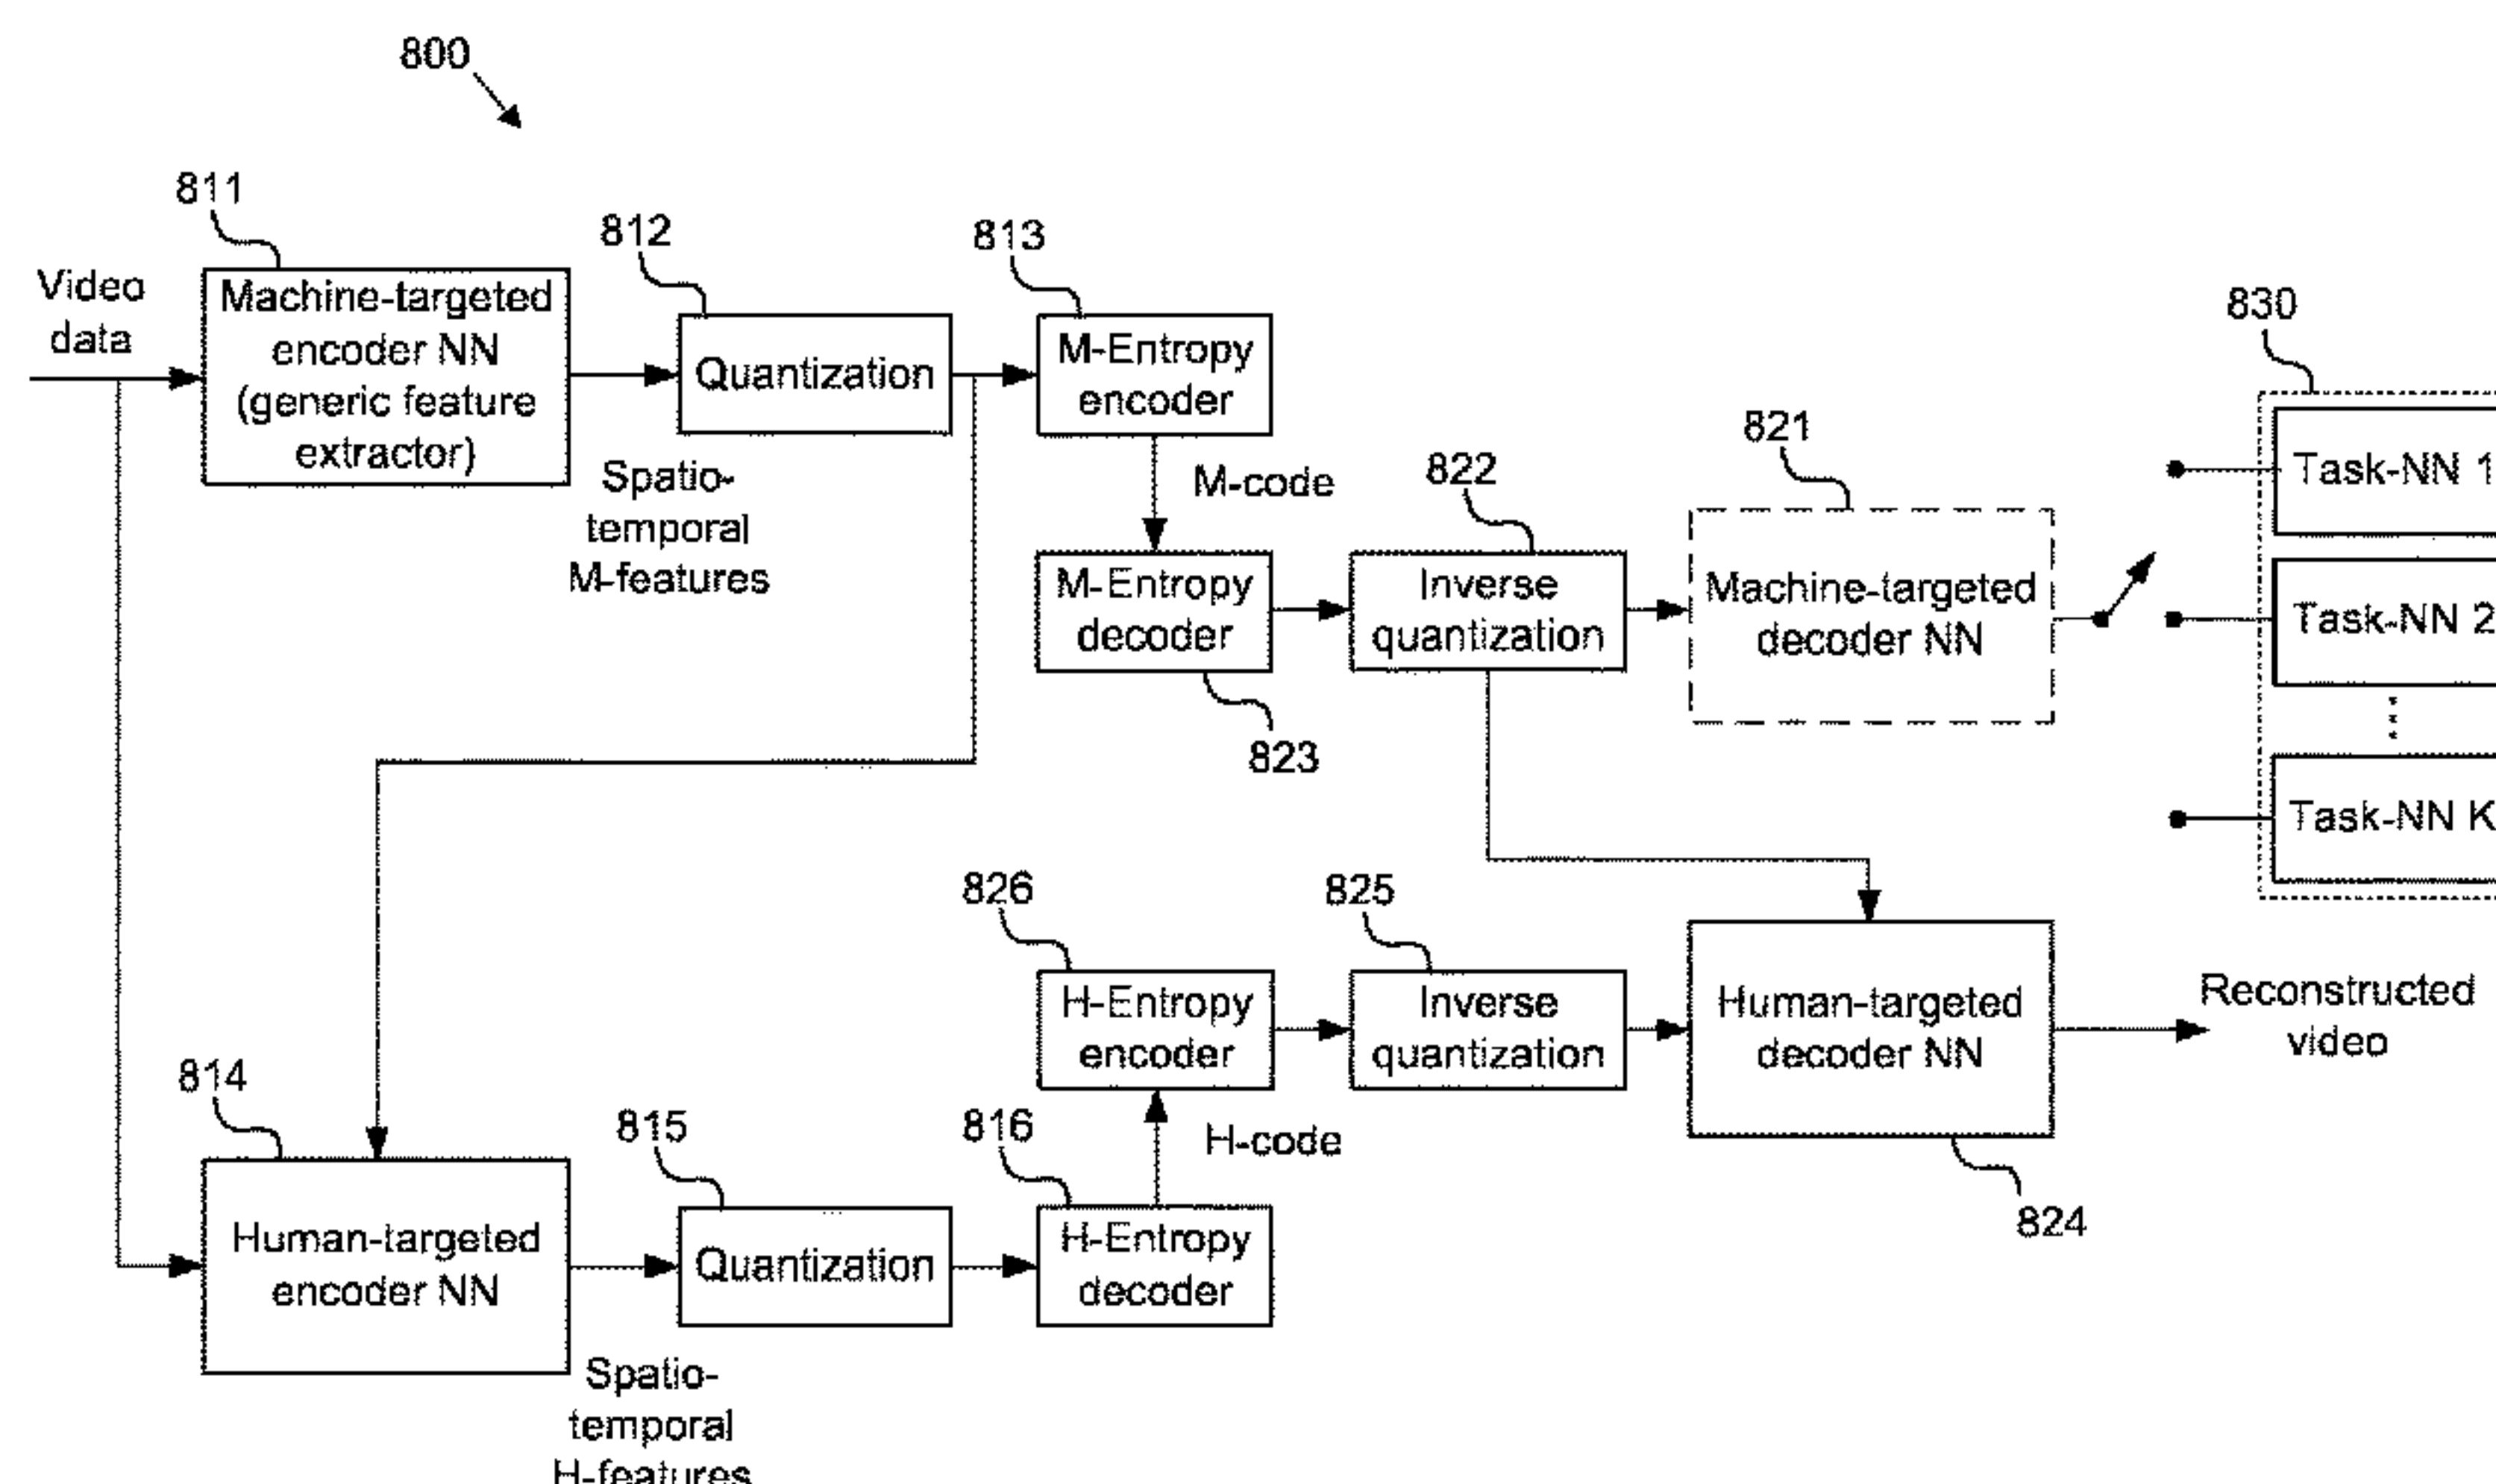 800
811
812
813
Video
data
Machine-targeted
encoder NN
(generic feature
extractor)
Quantization
M-Entropy
encoder
Spatio-
temporal
M-features
M-code
M-Entropy
decoder
823
822
Inverse
quantization
821
Machine-targeted
decoder NN
830
Task-NN 1
Task-NN 2
Task-NN K
826
H-Entropy
encoder
825
Inverse
quantization
Human-targeted
decoder NN
824
Reconstructed
video
814
Human-targeted
encoder NN
815
Quantization
816
H-Entropy
decoder
H-code
Spatio-
temporal
H-features